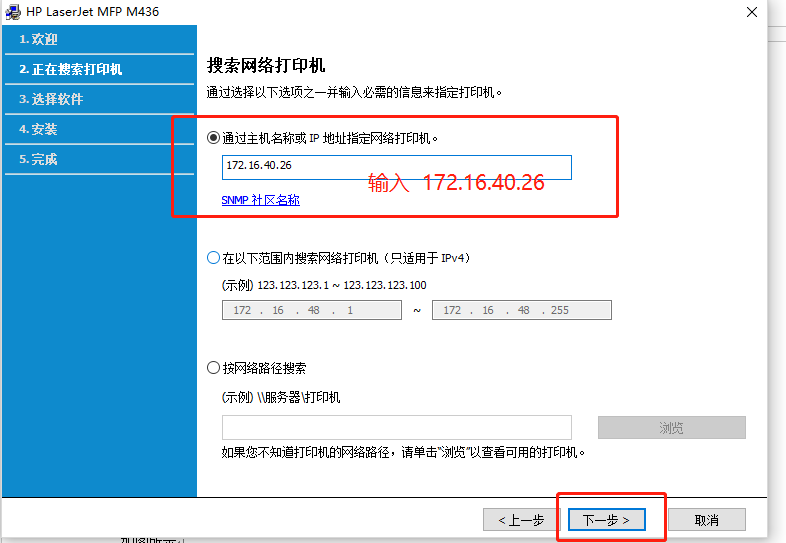 HP LaserJet MFP M436
1. 欢迎
2. 正在搜索打印机
3. 选择软件
4. 安装
5. 完成
搜索网络打印机
通过选择以下选项之一并输入必需的信息来指定打印机。
通过主机名称或 IP 地址指定网络打印机。
172.16.40.26
输入 172.16.40.26
SNMP 社区名称
在以下范围内搜索网络打印机（只适用于 IPv4）
(示例) 123.123.123.1 ~ 123.123.123.100
172 . 16 . 48 . 1 ~ 172 . 16 . 48 . 255
按网络路径搜索
(示例) \\服务器\打印机
浏览
如果您不知道打印机的网络路径，请单击"浏览"以查看可用的打印机。
< 上一步 下一步 > 取消